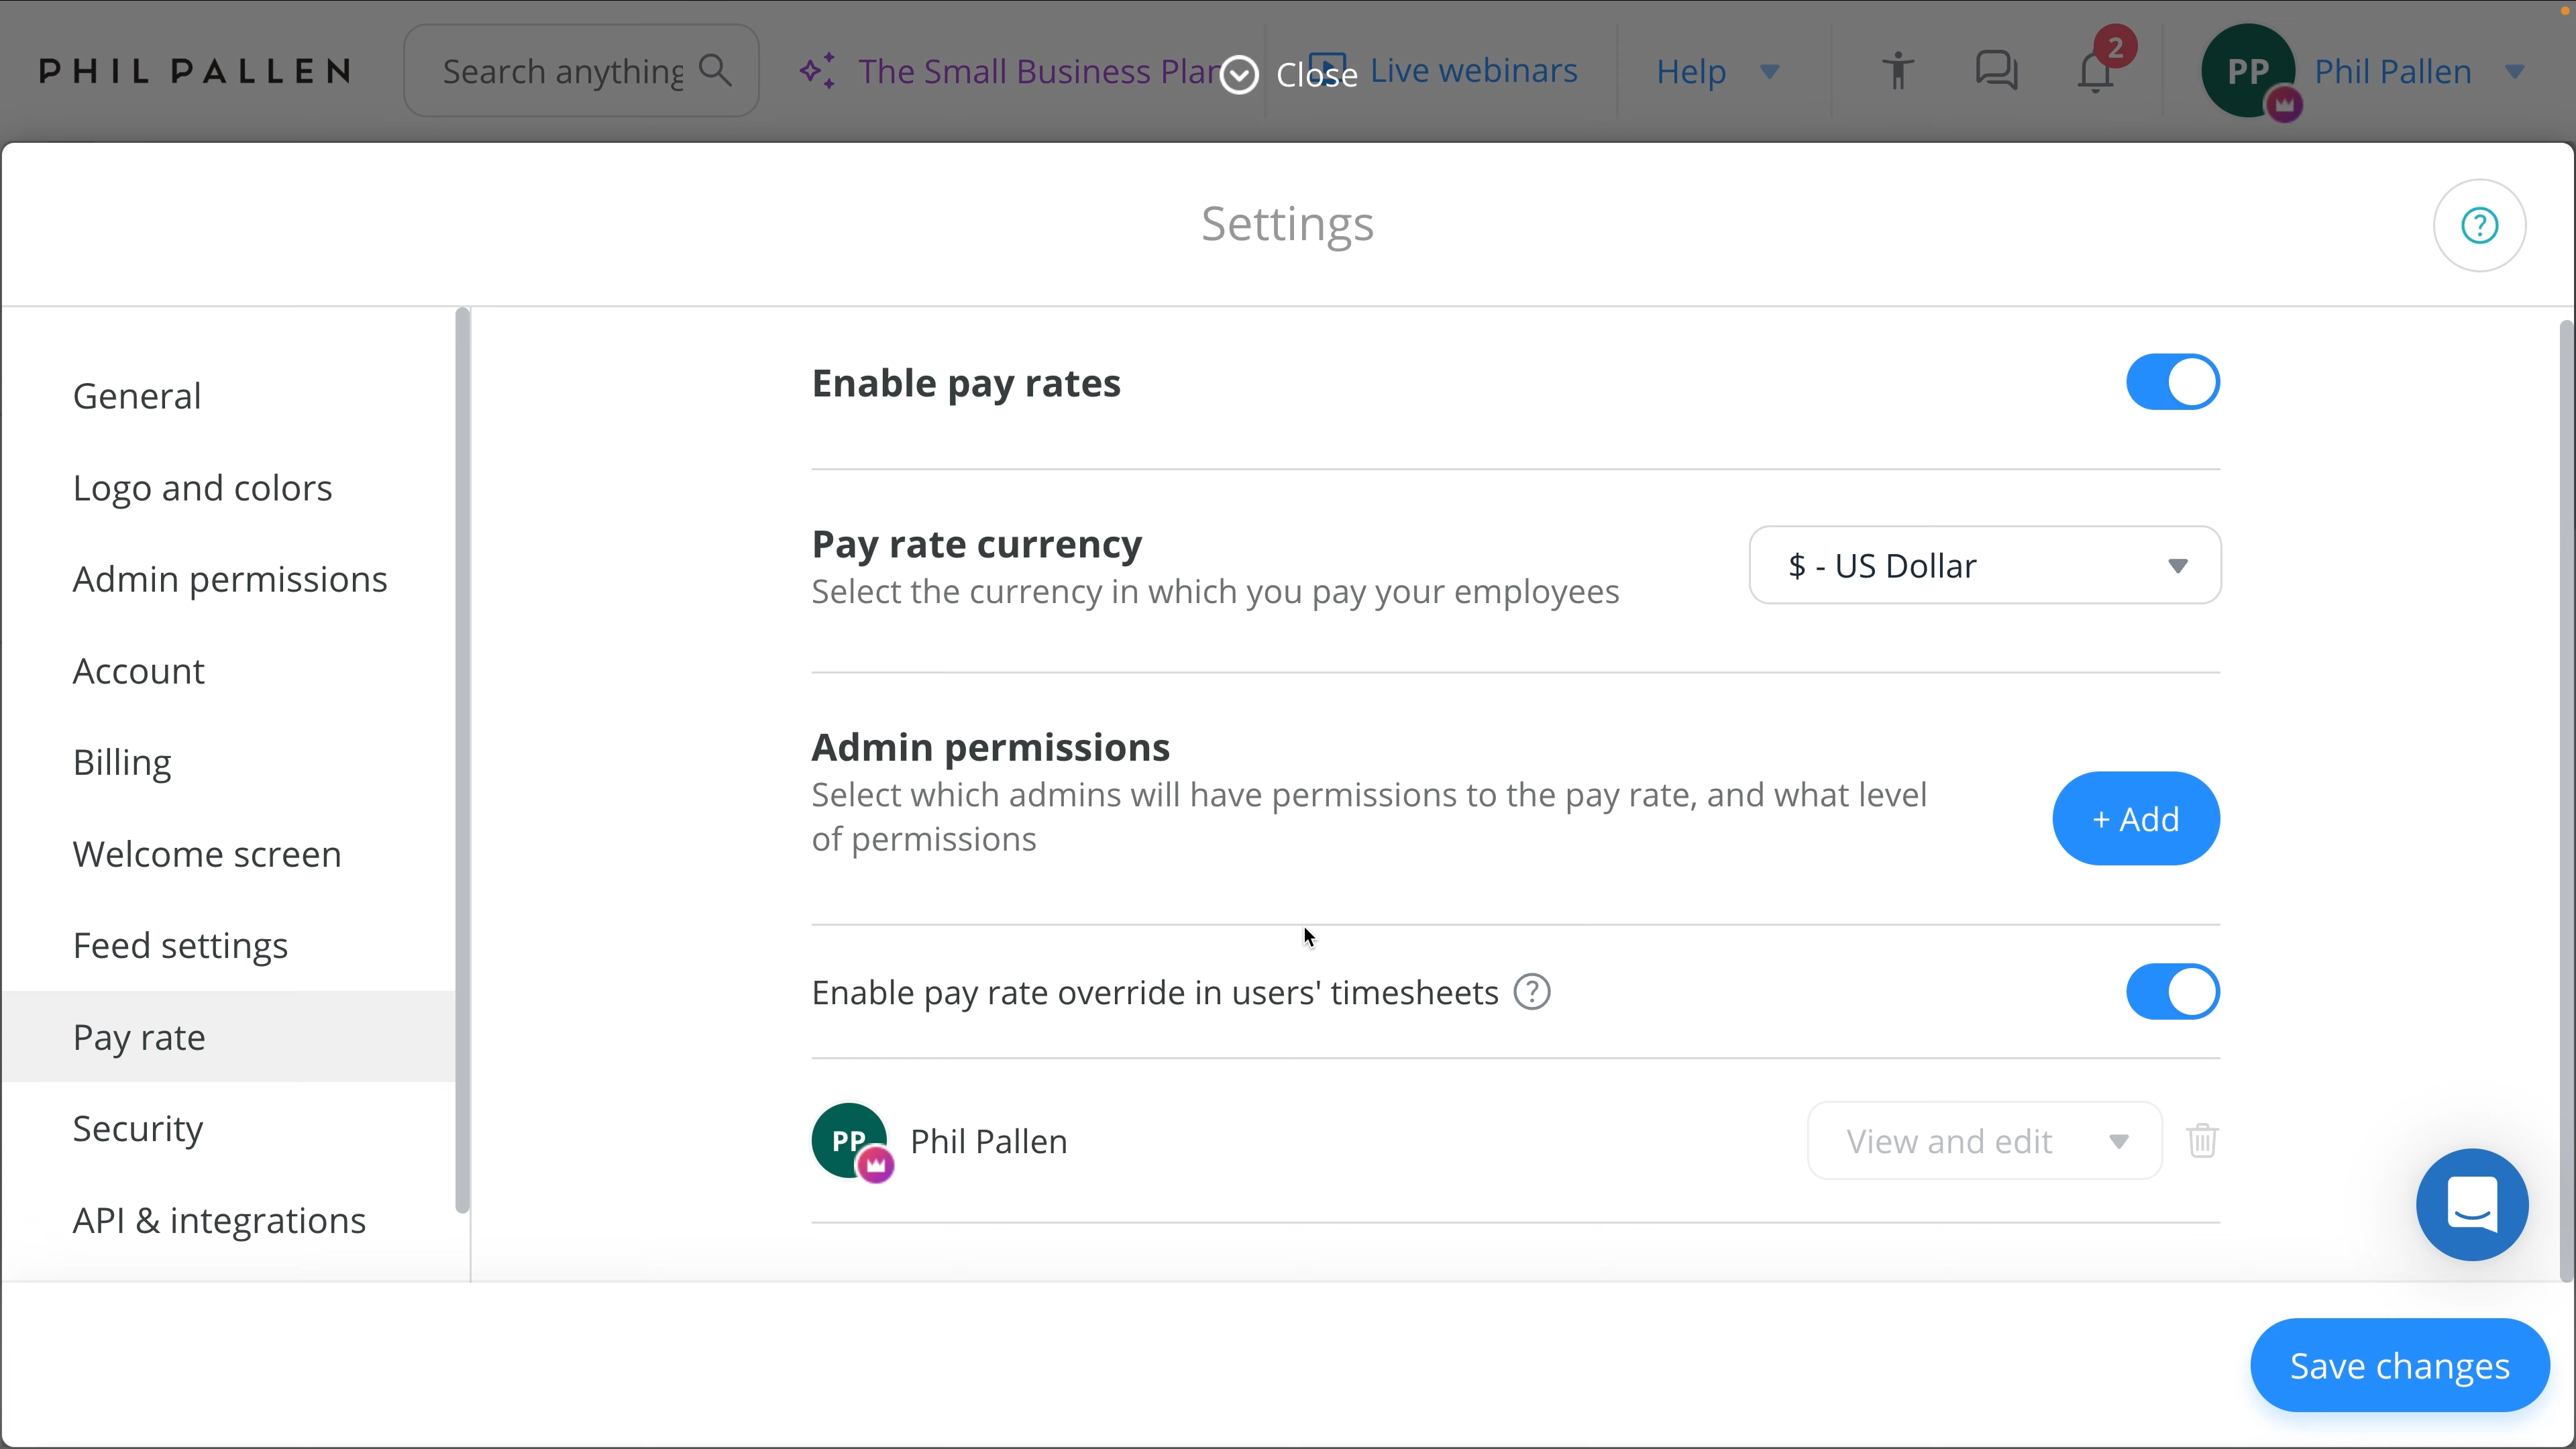 PHIL PALLEN
Search anything
The Small Business Plan
Close
Live webinars
Help
2
PP
Phil Pallen
Settings
?
General
Logo and colors
Admin permissions
Account
Billing
Welcome screen
Feed settings
Pay rate
Security
API & integrations
Enable pay rates
Pay rate currency
Select the currency in which you pay your employees
$ - US Dollar
Admin permissions
Select which admins will have permissions to the pay rate, and what level
of permissions
+ Add
Enable pay rate override in users' timesheets ?
PP
Phil Pallen
View and edit
Save changes